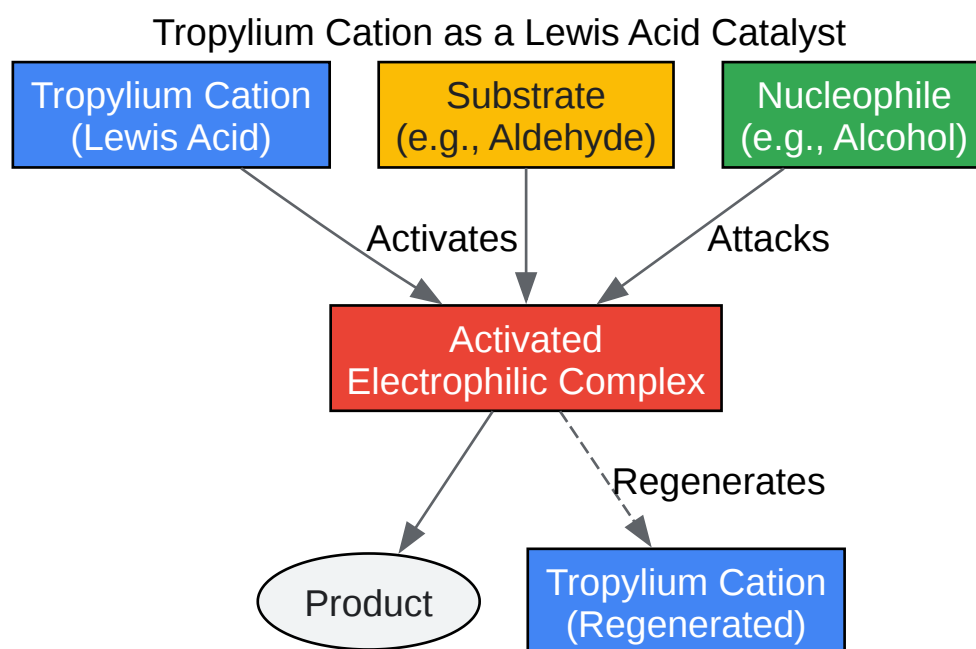 Tropylium Cation as a Lewis Acid Catalyst
Tropylium Cation
(Lewis Acid)
Substrate
(e.g., Aldehyde)
Nucleophile
(e.g., Alcohol)
Activates
Attacks
Activated
Electrophilic Complex
Regenerates
Product
Tropylium Cation
(Regenerated)